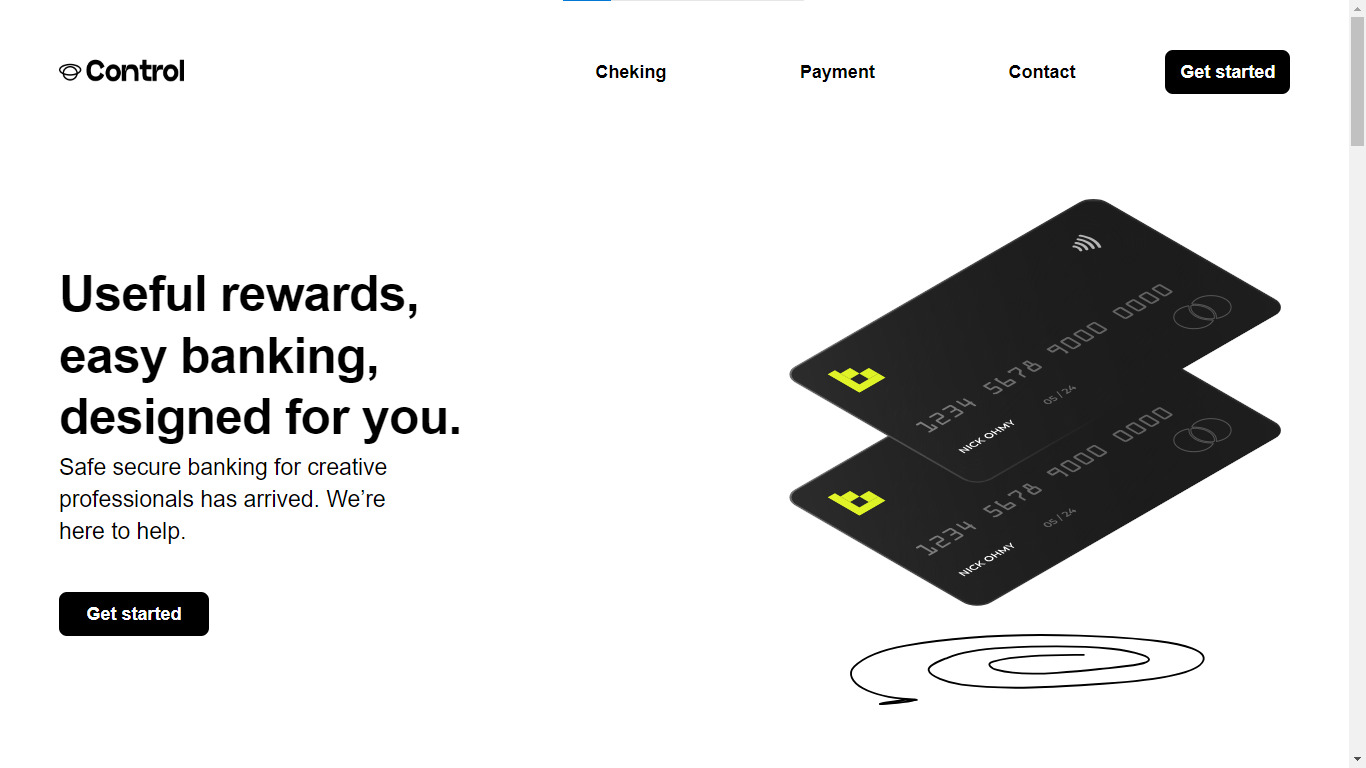 Control
Cheking
Payment
Contact
Get started
Useful rewards,
easy banking,
designed for you.
Safe secure banking for creative
professionals has arrived. We’re
here to help.
Get started
1234 5678 9000 0000
05 / 24
NICK OHMY
1234 5678 9000 0000
05 / 24
NICK OHMY